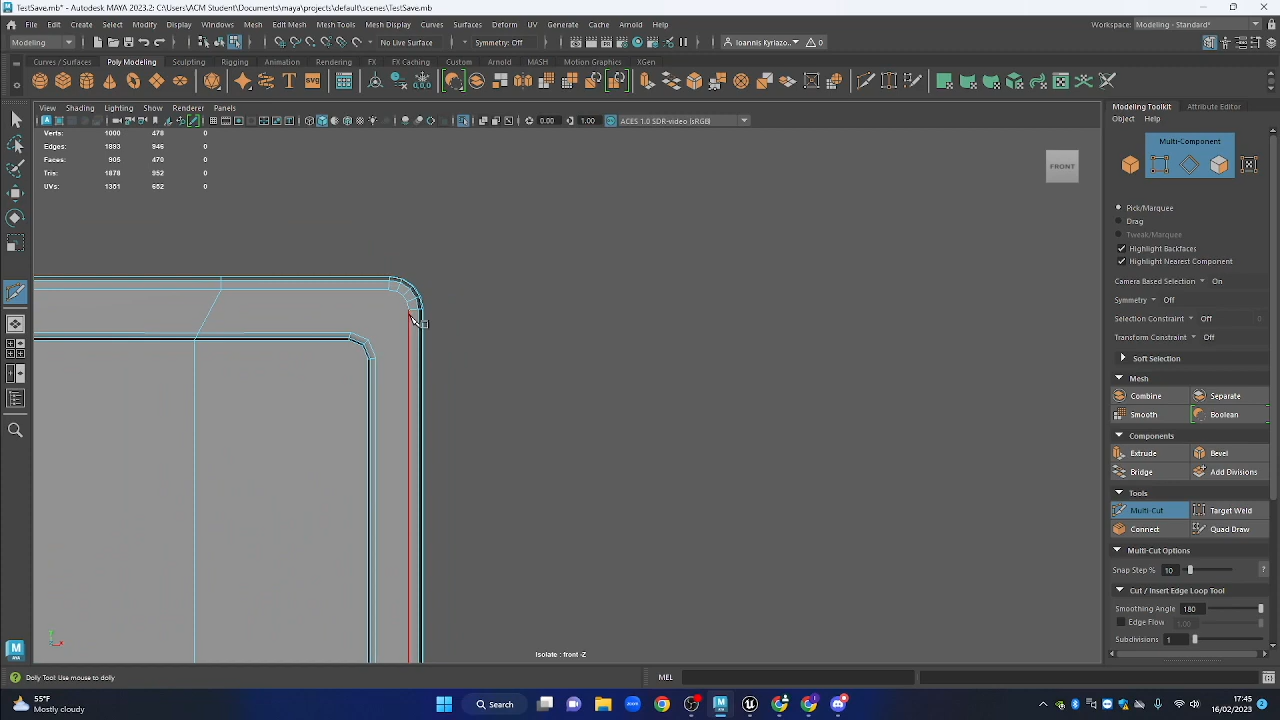 TestSave.mb* - Autodesk MAYA 2023.2: C:\Users\ACM Student\Documents\maya\projects\default\scenes\TestSave.mb
File Edit Create Select Modify Display Windows Mesh Edit Mesh Mesh Tools Mesh Display Curves Surfaces Deform UV Generate Cache Arnold Help Workspace: Modeling - Standard*
Modeling No Live Surface Symmetry: Off Ioannis Kyriazo.. 0
Curves / Surfaces Poly Modeling Sculpting Rigging Animation Rendering FX FX Caching Custom Arnold MASH Motion Graphics XGen
View Shading Lighting Show Renderer Panels
0.00 1.00 ACES 1.0 SDR-video (sRGB)
Verts: 1000 478 0
Edges: 1893 946 0
Faces: 905 470 0
Tris: 1878 952 0
UVs: 1351 652 0
FRONT
Isolate : front -Z
Modeling Toolkit Attribute Editor
Object Help
Multi-Component
Pick/Marquee
Drag
Tweak/Marquee
Highlight Backfaces
Highlight Nearest Component
Camera Based Selection On
Symmetry Off
Selection Constraint Off 0
Transform Constraint Off
Soft Selection
Mesh
Combine Separate
Smooth Boolean
Components
Extrude Bevel
Bridge Add Divisions
Tools
Multi-Cut Target Weld
Connect Quad Draw
Multi-Cut Options
Snap Step % 10 ?
Cut / Insert Edge Loop Tool
Smoothing Angle 180
Edge Flow 1.00
Subdivisions 1
Dolly Tool: Use mouse to dolly MEL
55°F
Mostly cloudy
Search
17:45
16/02/2023